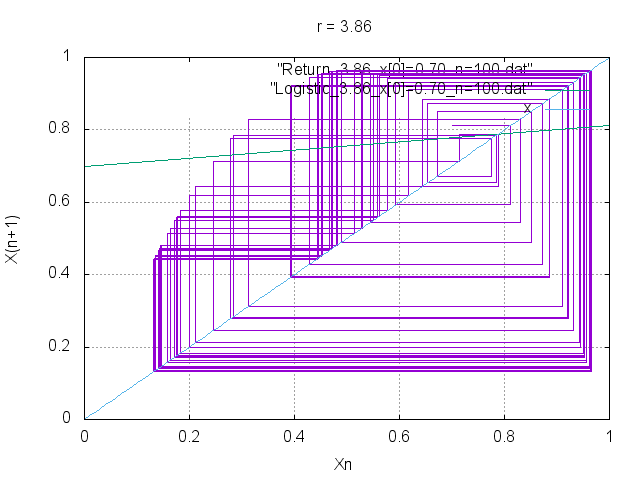 r = 3.86
"Return_3.86_x[0]=0.70_n=100.dat"
"Logistic_3.86_x[0]=0.70_n=100.dat"
x
X(n+1)
1
0.8
0.6
0.4
0.2
0
0 0.2 0.4 0.6 0.8 1
Xn